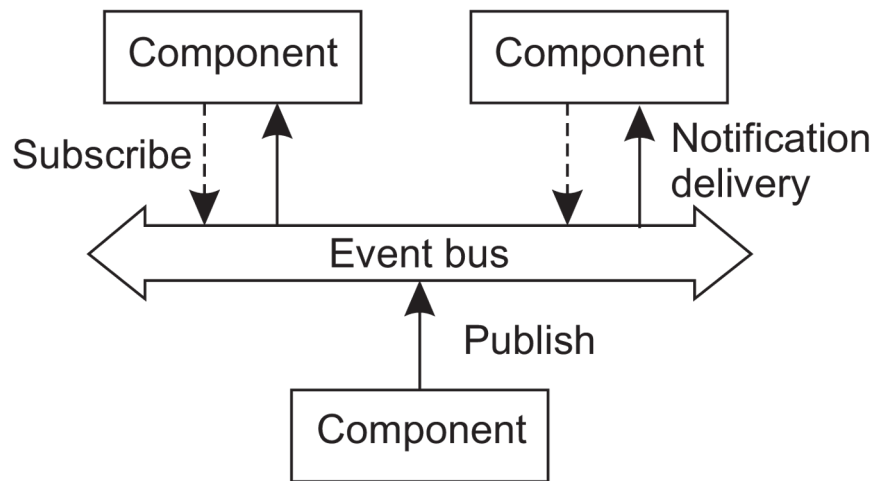 Component
Component
Subscribe
Notification
delivery
Event bus
Publish
Component